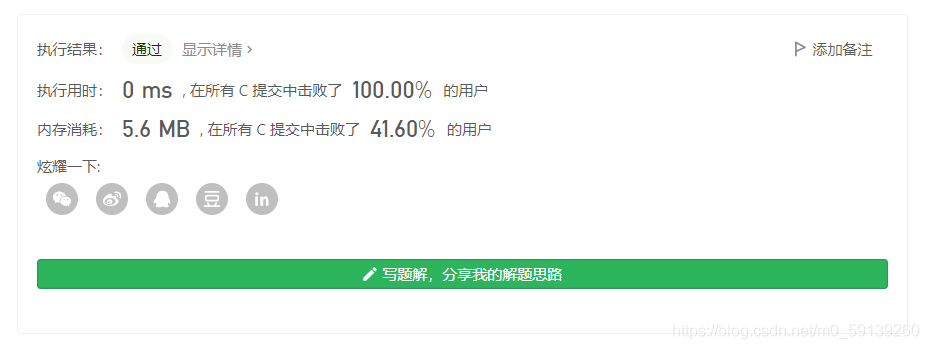 执行结果： 通过 显示详情 > 添加备注
执行用时： 0 ms ，在所有 C 提交中击败了 100.00% 的用户
内存消耗： 5.6 MB ，在所有 C 提交中击败了 41.60% 的用户
炫耀一下:
豆 in
写题解，分享我的解题思路
https://blog.csdn.net/m0_59139260